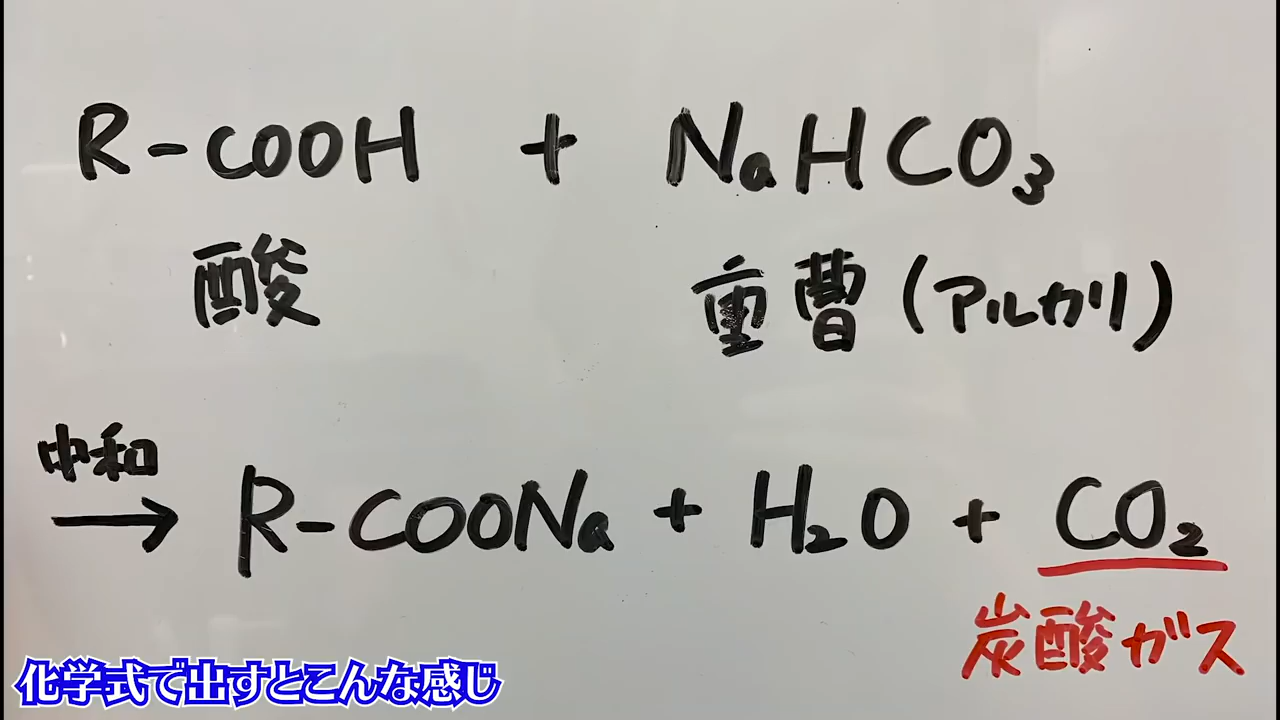 R-COOH + NaHCO₃
酸 重曹(アルカリ)
中和
→ R-COONa + H₂O + CO₂
炭酸ガス
化学式で出すとこんな感じ